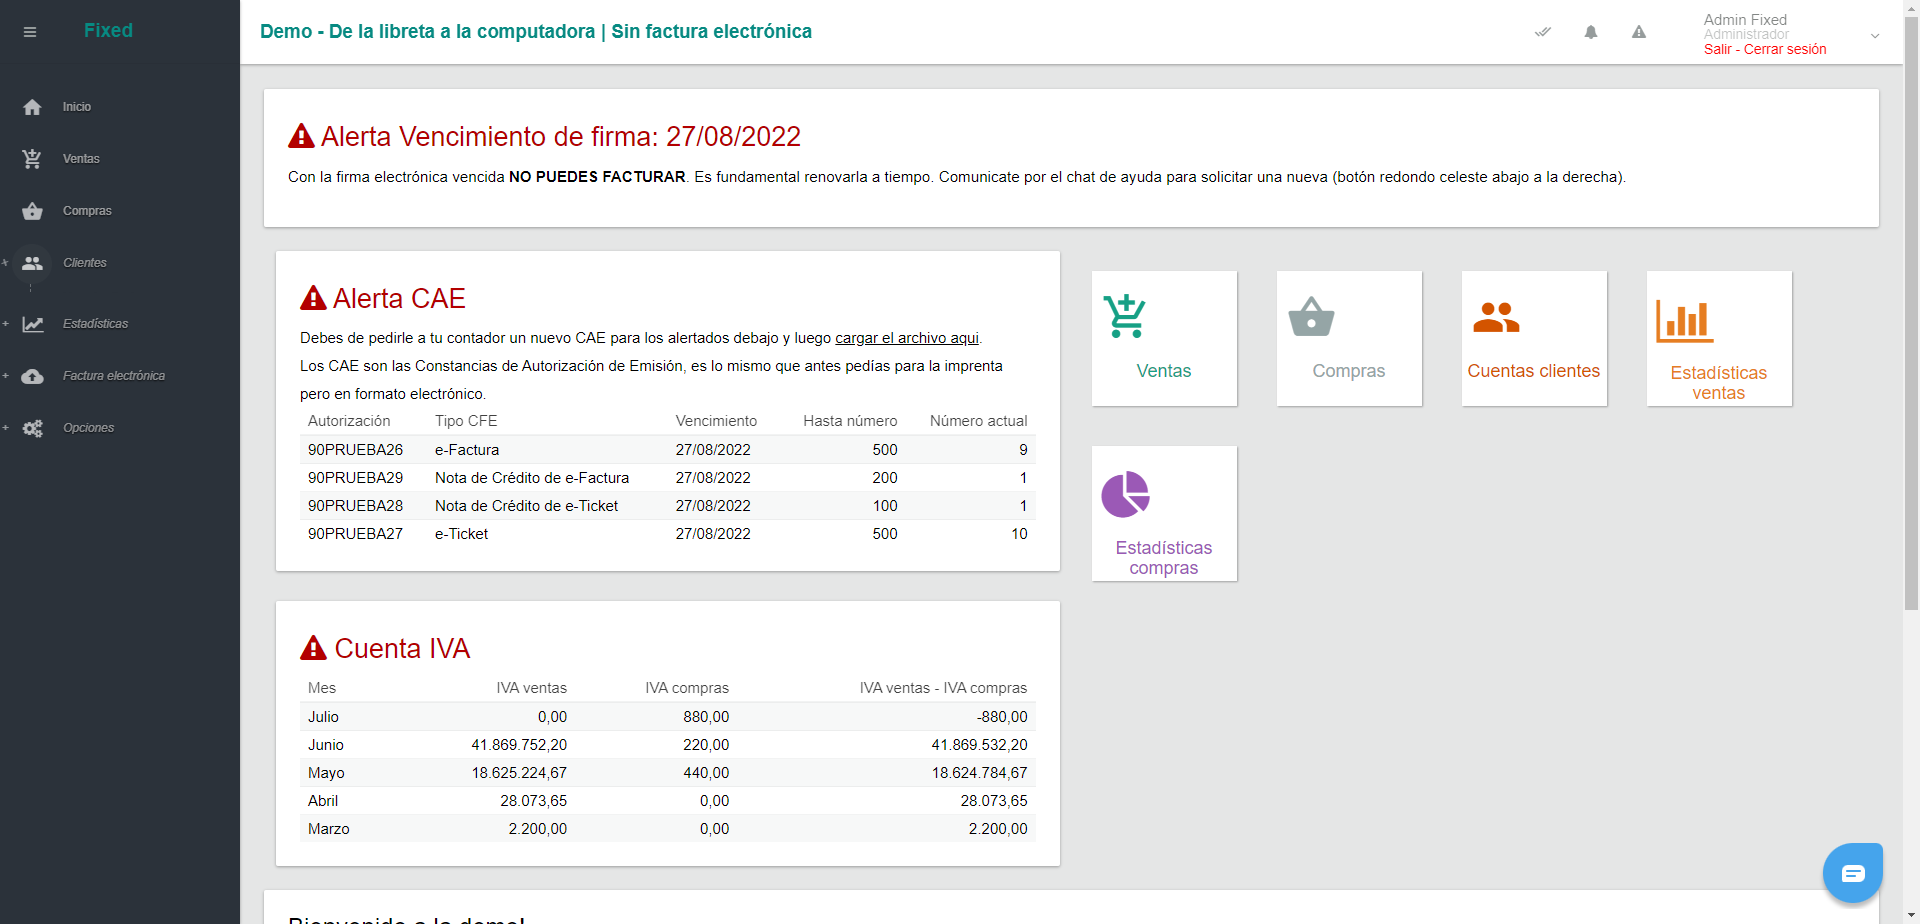 Fixed
Demo - De la libreta a la computadora | Sin factura electrónica
Admin Fixed
Administrador
Salir - Cerrar sesión
Inicio
Ventas
Compras
+ Clientes
+ Estadísticas
+ Factura electrónica
+ Opciones
Alerta Vencimiento de firma: 27/08/2022
Con la firma electrónica vencida NO PUEDES FACTURAR. Es fundamental renovarla a tiempo. Comunicate por el chat de ayuda para solicitar una nueva (botón redondo celeste abajo a la derecha).
Alerta CAE
Debes de pedirle a tu contador un nuevo CAE para los alertados debajo y luego cargar el archivo aqui.
Los CAE son las Constancias de Autorización de Emisión, es lo mismo que antes pedías para la imprenta
pero en formato electrónico.
Autorización Tipo CFE Vencimiento Hasta número Número actual
90PRUEBA26 e-Factura 27/08/2022 500 9
90PRUEBA29 Nota de Crédito de e-Factura 27/08/2022 200 1
90PRUEBA28 Nota de Crédito de e-Ticket 27/08/2022 100 1
90PRUEBA27 e-Ticket 27/08/2022 500 10
Ventas
Compras
Cuentas clientes
Estadísticas
ventas
Estadísticas
compras
Cuenta IVA
Mes IVA ventas IVA compras IVA ventas - IVA compras
Julio 0,00 880,00 -880,00
Junio 41.869.752,20 220,00 41.869.532,20
Mayo 18.625.224,67 440,00 18.624.784,67
Abril 28.073,65 0,00 28.073,65
Marzo 2.200,00 0,00 2.200,00
Bienvenido a la demo!